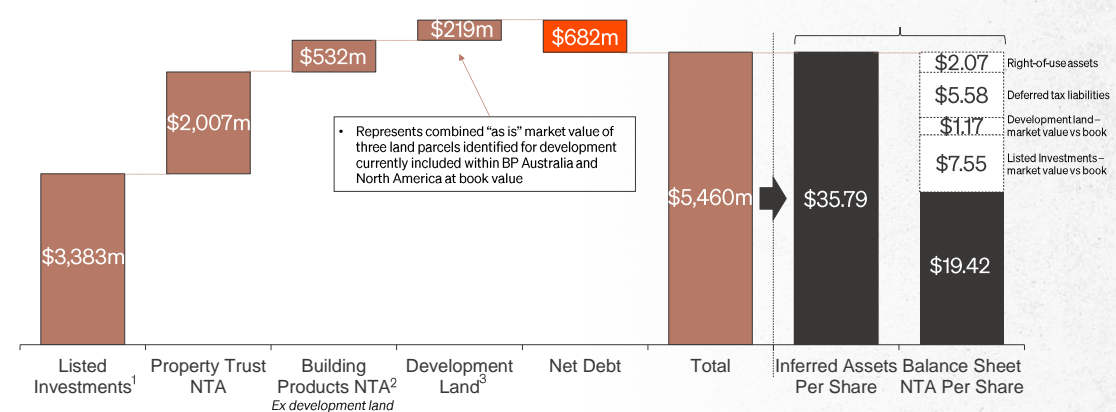 $3,383m
$2,007m
$532m
$219m
$682m
$5,460m
$35.79
$2.07
$5.58
$1.17
$7.55
$19.42
Right-of-use assets
Deferred tax liabilities
Development land –
market value vs book
Listed Investments –
market value vs book
• Represents combined “as is” market value of
three land parcels identified for development
currently included within BP Australia and
North America at book value
Listed
Investments1
Property Trust
NTA
Building
Products NTA2
Ex development land
Development
Land3
Net Debt
Total
Inferred Assets
Per Share
Balance Sheet
NTA Per Share